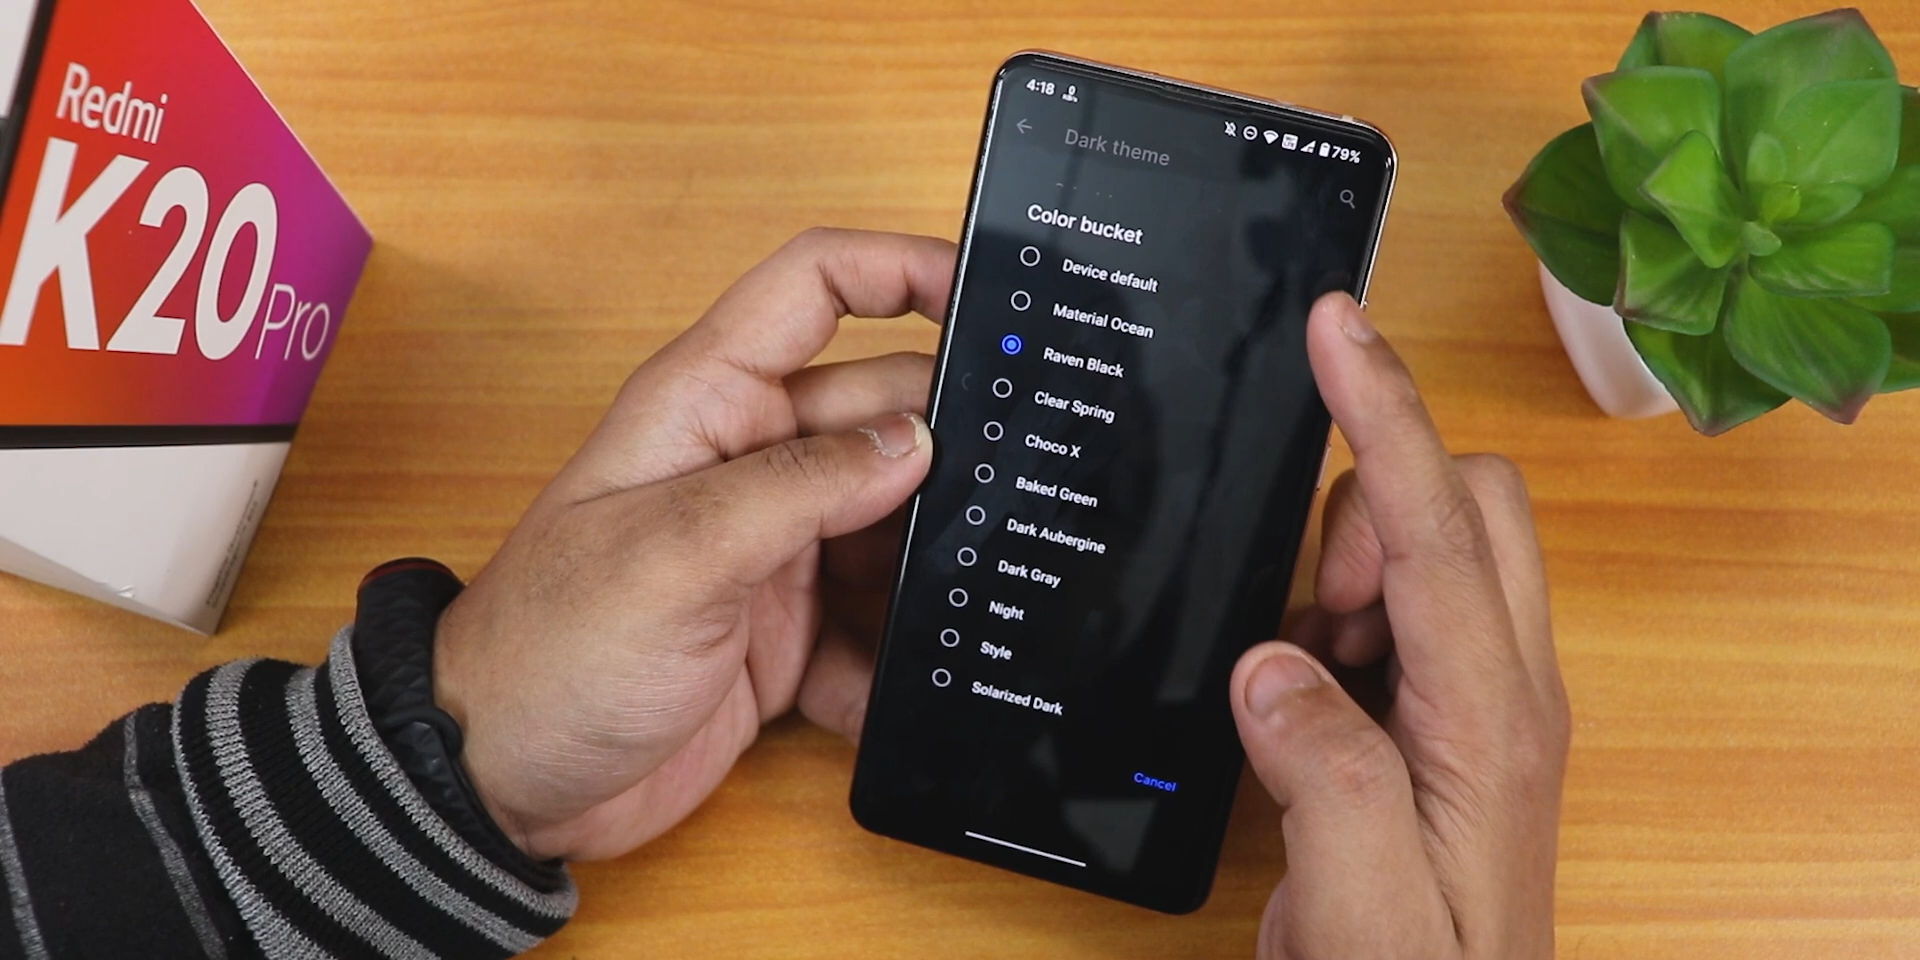 Redmi
K20 Pro
4:18
79%
Dark theme
Color bucket
Device default
Material Ocean
Raven Black
Clear Spring
Choco X
Baked Green
Dark Aubergine
Dark Gray
Night
Style
Solarized Dark
Cancel